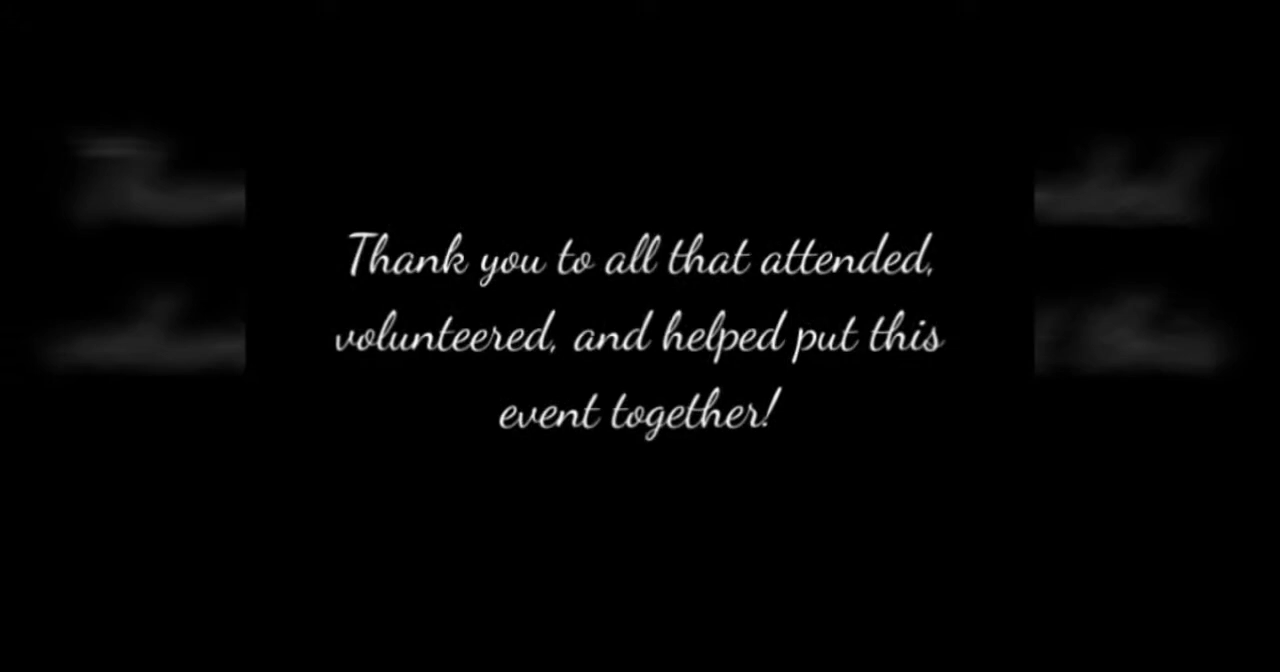 Thank you to all that attended,
volunteered, and helped put this
event together!